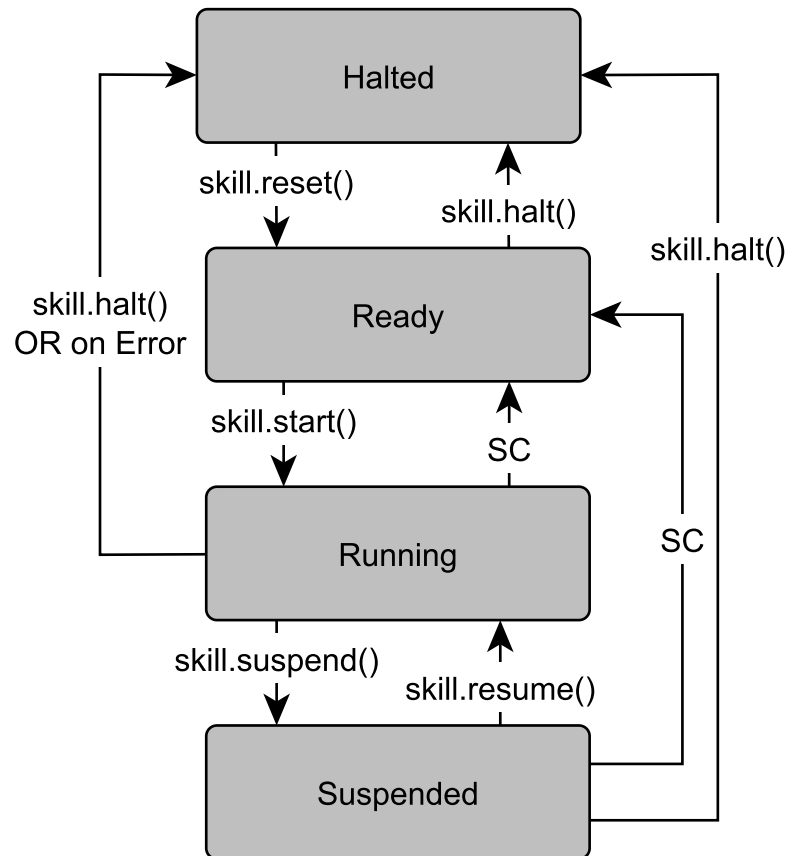 Halted
skill.reset()
skill.halt()
skill.halt()
skill.halt()
OR on Error
Ready
skill.start()
SC
SC
Running
skill.suspend()
skill.resume()
Suspended